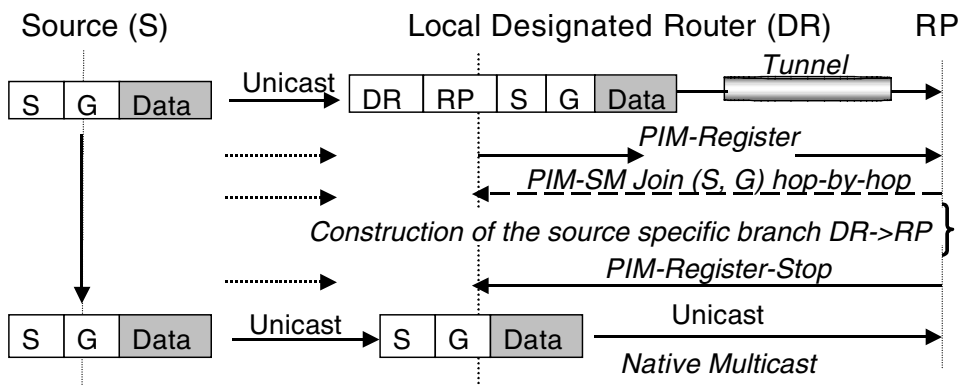 Source (S) Local Designated Router (DR) RP
Tunnel
Unicast
S G Data DR RP S G Data
PIM-Register
PIM-SM Join (S, G) hop-by-hop
Construction of the source specific branch DR->RP }
PIM-Register-Stop
Unicast Unicast
S G Data S G Data
Native Multicast